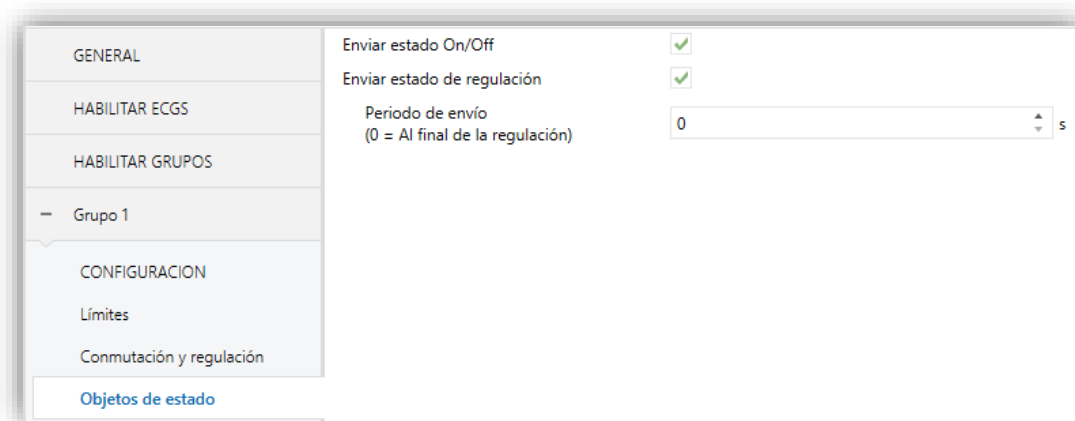 GENERAL
HABILITAR ECGS
HABILITAR GRUPOS
− Grupo 1
CONFIGURACION
Límites
Conmutación y regulación
Objetos de estado
Enviar estado On/Off
Enviar estado de regulación
Periodo de envío
(0 = Al final de la regulación)
0 s